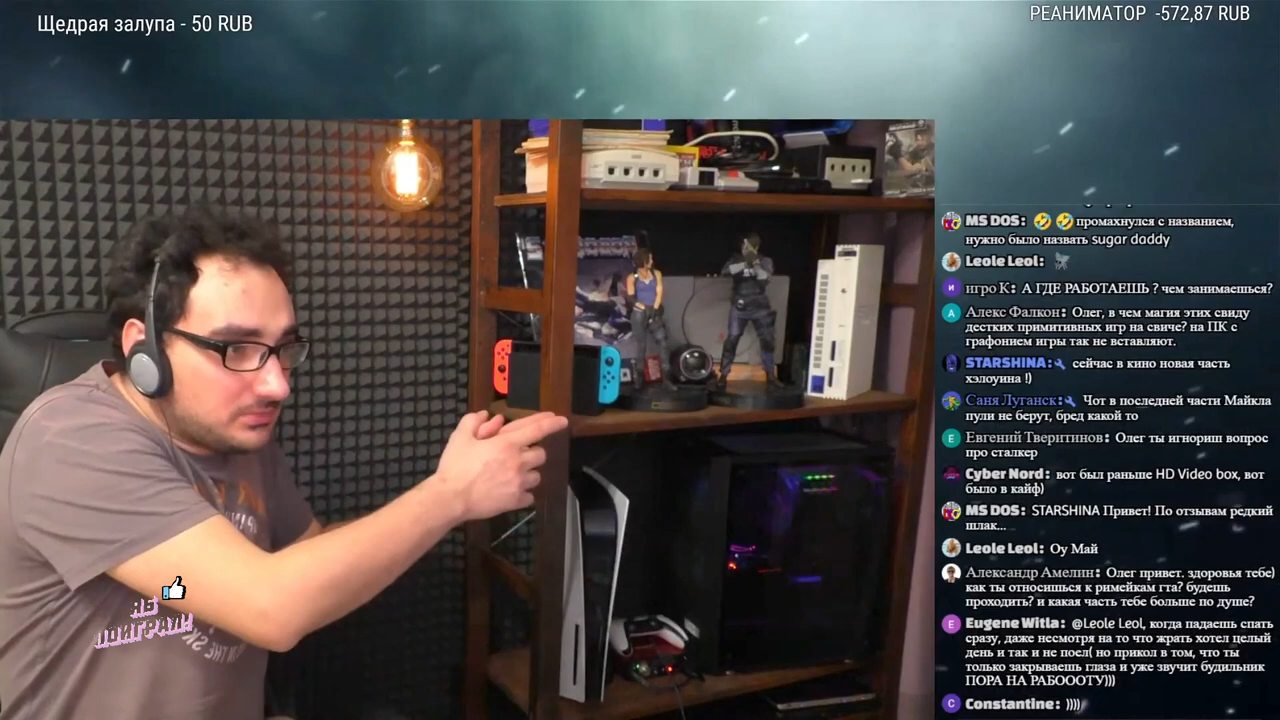 Щедрая залупа - 50 RUB
РЕАНИМАТОР -572,87 RUB
MS DOS: 🤣 🤣 промахнулся с названием,
нужно было назвать sugar daddy
Leole Leol:
игро К: А ГДЕ РАБОТАЕШЬ ? чем занимаешься?
Алекс Фалкон: Олег, в чем магия этих свиду
дестких примитивных игр на свиче? на ПК с
графонием игры так не вставляют.
STARSHINA: сейчас в кино новая часть
хэлоуина !)
Саня Луганск: Чот в последней части Майкла
пули не берут, бред какой то
Евгений Тверитинов: Олег ты игнориш вопрос
про сталкер
Cyber Nord: вот был раньше HD Video box, вот
было в кайф)
MS DOS: STARSHINA Привет! По отзывам редкий
шлак...
Leole Leol: Оу Май
Александр Амелин: Олег привет. здоровья тебе)
как ты относишься к римейкам гта? будешь
проходить? и какая часть тебе больше по душе?
Eugene Witla: @Leole Leol, когда падаешь спать
сразу, даже несмотря на то что жрать хотел целый
день и так и не поел( но прикол в том, что ты
только закрываешь глаза и уже звучит будильник
ПОРА НА РАБОООТУ)))
Constantine: ))))
ЯБ
ПОИГРАЛ!